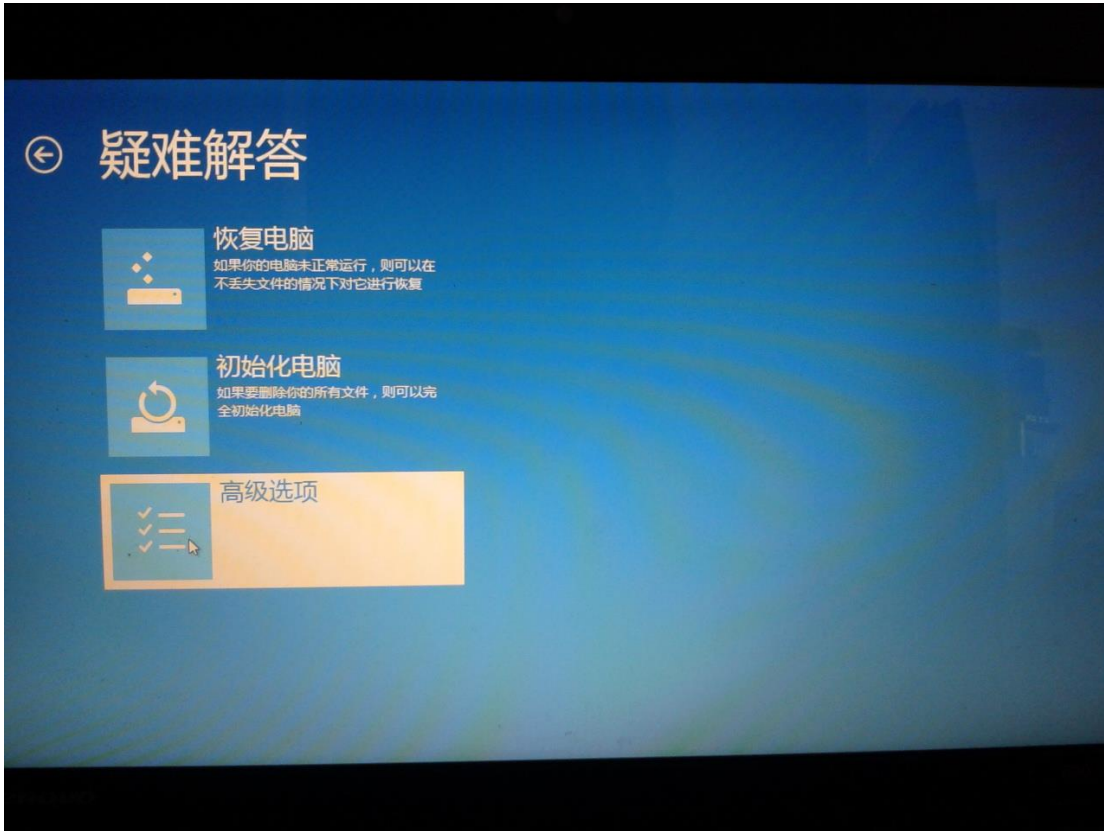 疑难解答
恢复电脑
如果你的电脑未正常运行，则可以在
不丢失文件的情况下对它进行恢复
初始化电脑
如果要删除你的所有文件，则可以完
全初始化电脑
高级选项